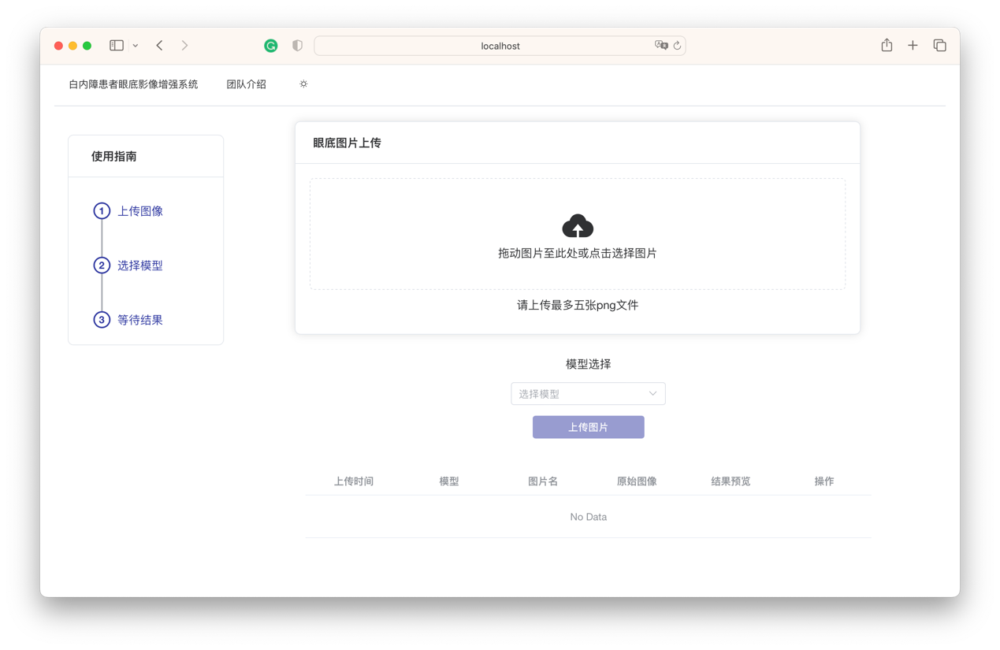 localhost
白内障患者眼底影像增强系统 团队介绍
使用指南
1 上传图像
2 选择模型
3 等待结果
眼底图片上传
拖动图片至此处或点击选择图片
请上传最多五张png文件
模型选择
选择模型
上传图片
上传时间 模型 图片名 原始图像 结果预览 操作
No Data